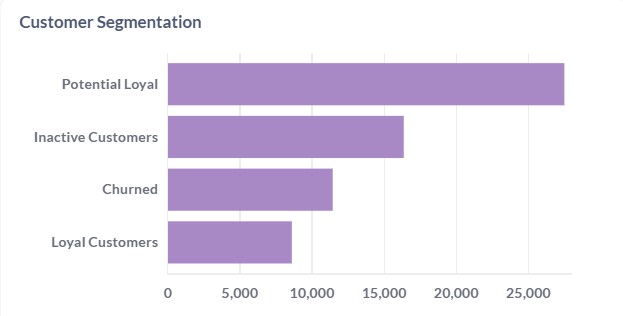 Customer Segmentation
Potential Loyal
Inactive Customers
Churned
Loyal Customers
0 5,000 10,000 15,000 20,000 25,000